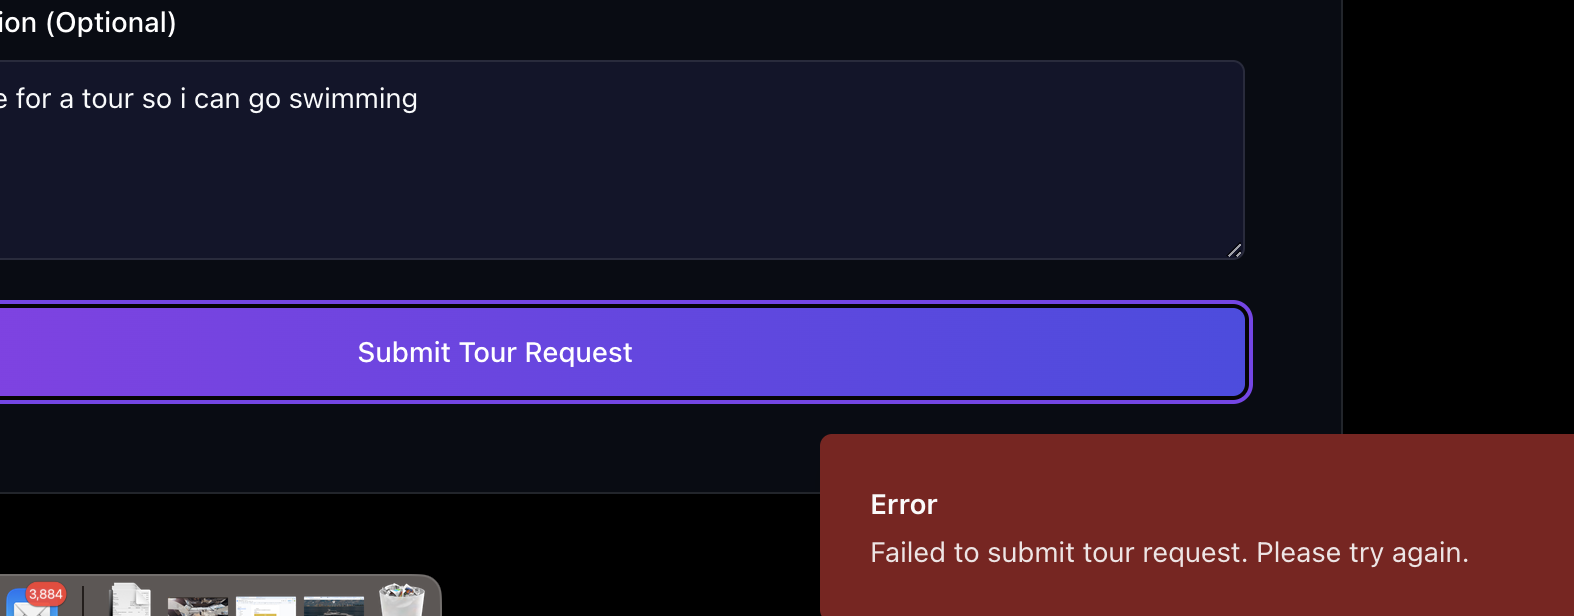 ion (Optional)
e for a tour so i can go swimming
Submit Tour Request
Error
Failed to submit tour request. Please try again.
3,884